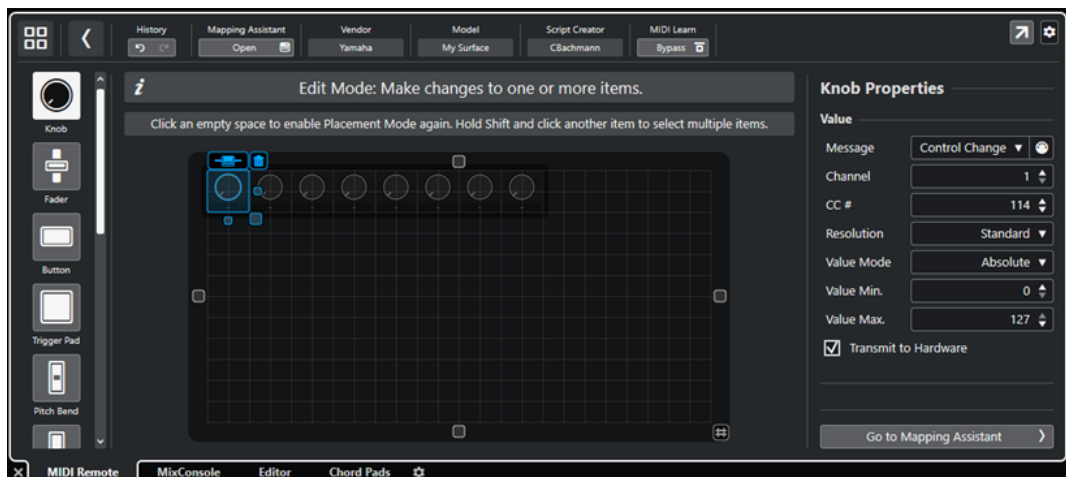 History
Mapping Assistant
Vendor
Model
Script Creator
MIDI Learn
Open
Yamaha
My Surface
CBachmann
Bypass
i
Edit Mode: Make changes to one or more items.
Click an empty space to enable Placement Mode again. Hold Shift and click another item to select multiple items.
Knob
Fader
Button
Trigger Pad
Pitch Bend
Knob Properties
Value
Message Control Change
Channel 1
CC # 114
Resolution Standard
Value Mode Absolute
Value Min. 0
Value Max. 127
Transmit to Hardware
Go to Mapping Assistant
MIDI Remote MixConsole Editor Chord Pads